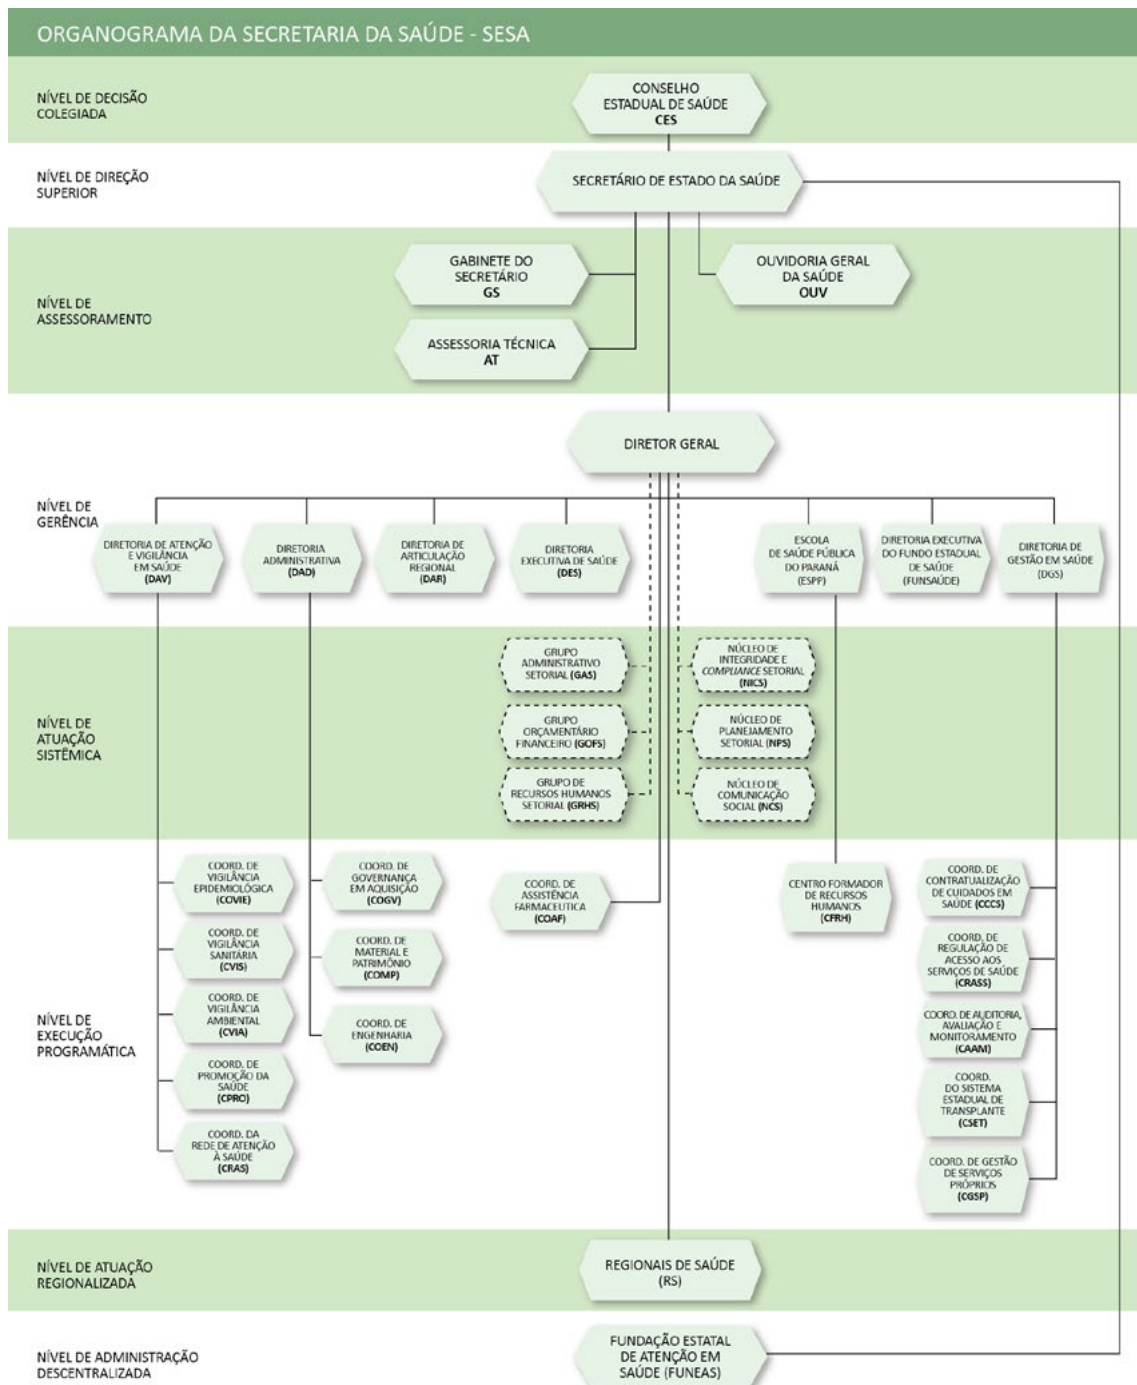 ORGANOGRAMA DA SECRETARIA DA SAÚDE - SESA
NÍVEL DE DECISÃO
COLEGIADA
CONSELHO
ESTADUAL DE SAÚDE
CES
NÍVEL DE DIREÇÃO
SUPERIOR
SECRETÁRIO DE ESTADO DA SAÚDE
NÍVEL DE
ASSESSORAMENTO
GABINETE DO
SECRETÁRIO
GS
OUVIDORIA GERAL
DA SAÚDE
OUV
ASSESSORIA TÉCNICA
AT
DIRETOR GERAL
NÍVEL DE
GERÊNCIA
DIRETORIA DE ATENÇÃO
E VIGILÂNCIA
EM SAÚDE
(DAV)
DIRETORIA
ADMINISTRATIVA
(DAD)
DIRETORIA DE
ARTICULAÇÃO
REGIONAL
(DAR)
DIRETORIA
EXECUTIVA DE SAÚDE
(DES)
ESCOLA
DE SAÚDE PÚBLICA
DO PARANÁ
(ESPP)
DIRETORIA EXECUTIVA
DO FUNDO ESTADUAL
DE SAÚDE
(FUNSAÚDE)
DIRETORIA DE
GESTÃO EM SAÚDE
(DGS)
NÍVEL DE
ATUAÇÃO
SISTÊMICA
GRUPO
ADMINISTRATIVO
SETORIAL (GAS)
NÚCLEO DE
INTEGRIDADE E
COMPLIANCE SETORIAL
(NICS)
GRUPO
ORÇAMENTÁRIO
FINANCEIRO (GOFS)
NÚCLEO DE
PLANEJAMENTO
SETORIAL (NPS)
GRUPO DE
RECURSOS HUMANOS
SETORIAL (GRHS)
NÚCLEO DE
COMUNICAÇÃO
SOCIAL (NCS)
NÍVEL DE
EXECUÇÃO
PROGRAMÁTICA
COORD. DE
VIGILÂNCIA
EPIDEMIOLÓGICA
(COVIE)
COORD. DE
VIGILÂNCIA
SANITÁRIA
(CVIS)
COORD. DE
VIGILÂNCIA
AMBIENTAL
(CVIA)
COORD. DE
PROMOÇÃO DA
SAÚDE
(CPRO)
COORD. DA
REDE DE ATENÇÃO
À SAÚDE
(CRAS)
COORD. DE
GOVERNANÇA
EM AQUISIÇÃO
(COGV)
COORD. DE
MATERIAL E
PATRIMÔNIO
(COMP)
COORD. DE
ENGENHARIA
(COEN)
COORD. DE
ASSISTÊNCIA
FARMACEUTICA
(COAF)
CENTRO FORMADOR
DE RECURSOS
HUMANOS
(CFRH)
COORD. DE
CONTRATUALIZAÇÃO
DE CUIDADOS EM
SAÚDE (CCCS)
COORD. DE
REGULAÇÃO DE
ACESSO AOS
SERVIÇOS DE SAÚDE
(CRASS)
COORD. DE AUDITORIA,
AVALIAÇÃO E
MONITORAMENTO
(CAAM)
COORD.
DO SISTEMA
ESTADUAL DE
TRANSPLANTE
(CSET)
COORD. DE GESTÃO
DE SERVIÇOS
PRÓPRIOS
(CGSP)
NÍVEL DE ATUAÇÃO
REGIONALIZADA
REGIONAIS DE SAÚDE
(RS)
NÍVEL DE ADMINISTRAÇÃO
DESCENTRALIZADA
FUNDAÇÃO ESTATAL
DE ATENÇÃO EM
SAÚDE (FUNEAS)